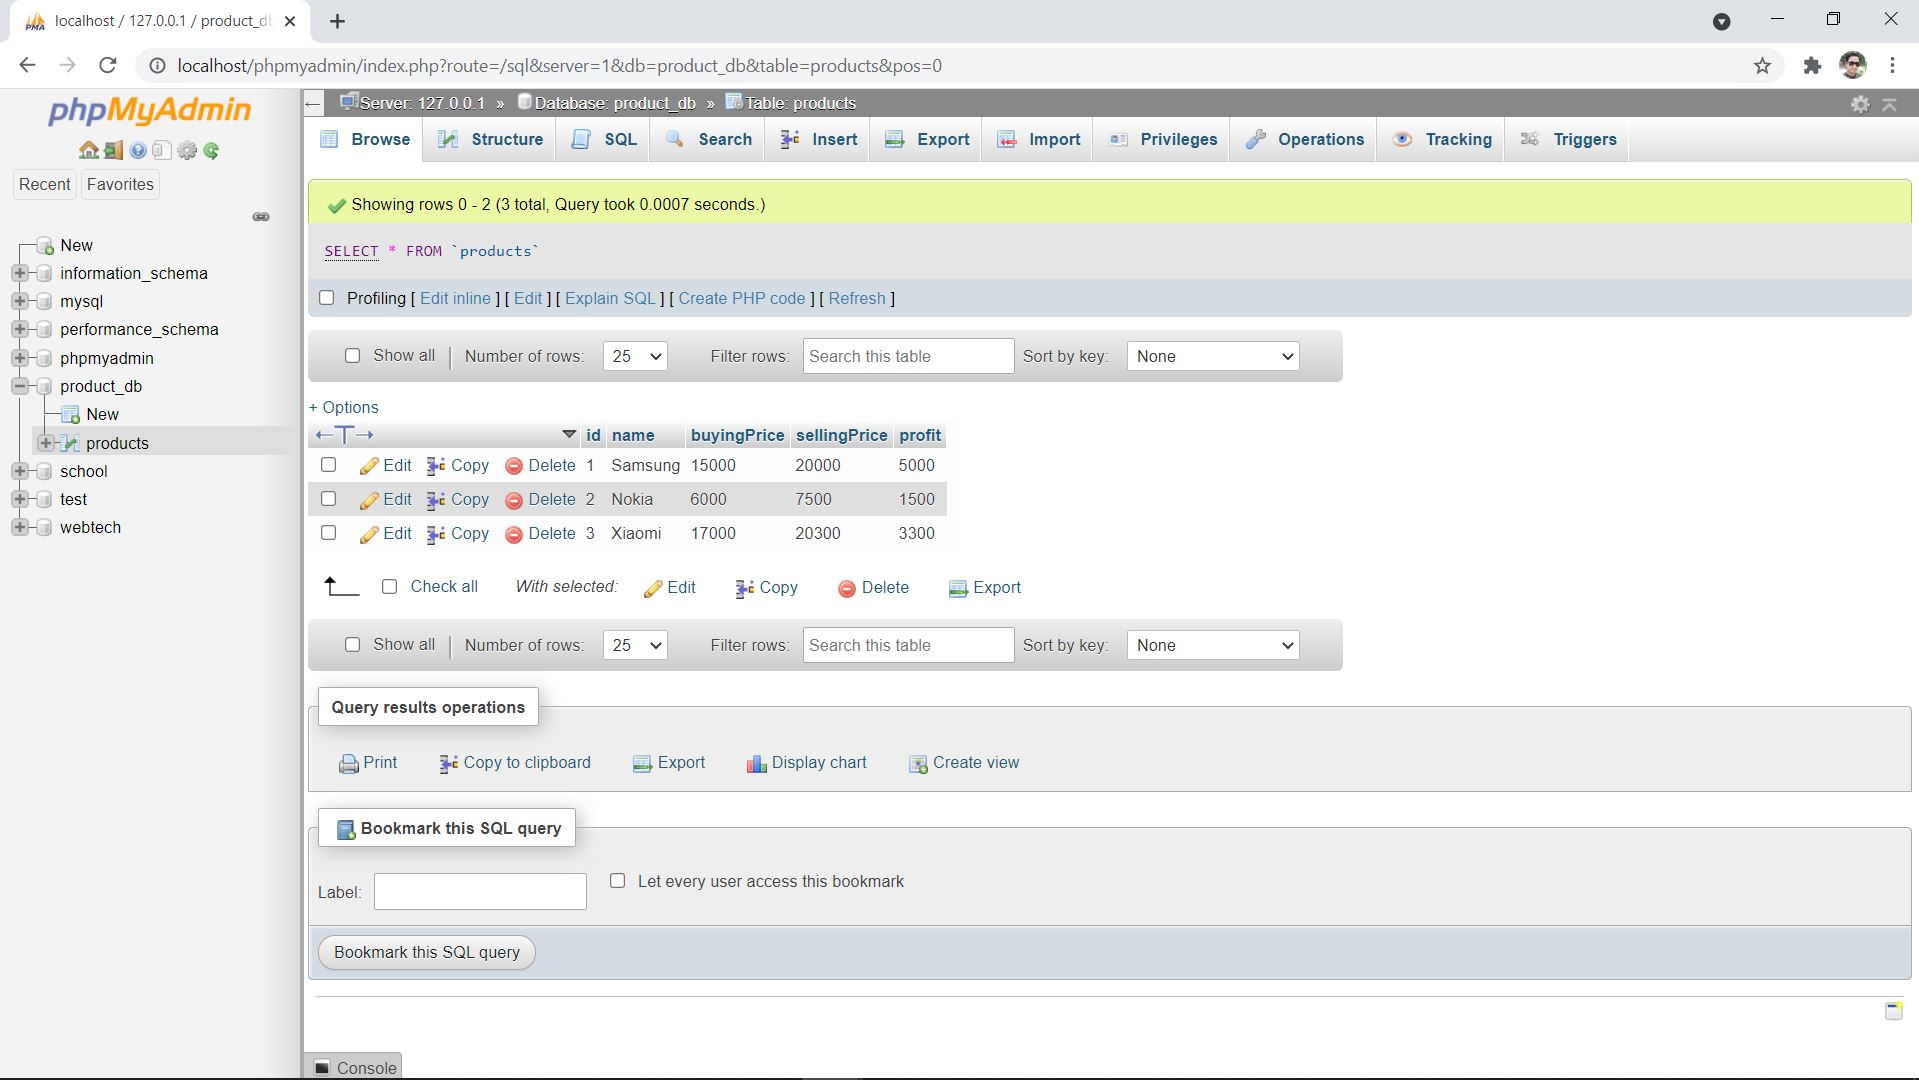 localhost / 127.0.0.1 / product_db
localhost/phpmyadmin/index.php?route=/sql&server=1&db=product_db&table=products&pos=0
phpMyAdmin
Recent Favorites
New
information_schema
mysql
performance_schema
phpmyadmin
product_db
New
products
school
test
webtech
Server: 127.0.0.1 » Database: product_db » Table: products
Browse Structure SQL Search Insert Export Import Privileges Operations Tracking Triggers
Showing rows 0 - 2 (3 total, Query took 0.0007 seconds.)
SELECT * FROM `products`
Profiling [ Edit inline ] [ Edit ] [ Explain SQL ] [ Create PHP code ] [ Refresh ]
Show all Number of rows: 25 Filter rows: Search this table Sort by key: None
+ Options
←T→ id name buyingPrice sellingPrice profit
Edit Copy Delete 1 Samsung 15000 20000 5000
Edit Copy Delete 2 Nokia 6000 7500 1500
Edit Copy Delete 3 Xiaomi 17000 20300 3300
Check all With selected: Edit Copy Delete Export
Show all Number of rows: 25 Filter rows: Search this table Sort by key: None
Query results operations
Print Copy to clipboard Export Display chart Create view
Bookmark this SQL query
Label: Let every user access this bookmark
Bookmark this SQL query
Console